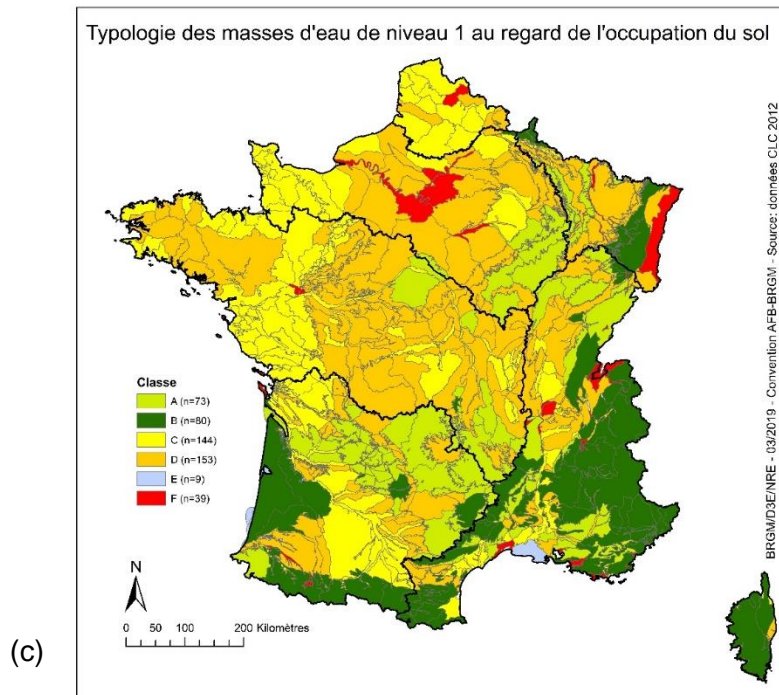 Typologie des masses d'eau de niveau 1 au regard de l'occupation du sol
Classe
A (n=73)
B (n=80)
C (n=144)
D (n=153)
E (n=9)
F (n=39)
N
0 50 100 200 Kilomètres
BRGM/D3E/NRE - 03/2019 - Convention AFB-BRGM - Source: données CLC 2012
(c)